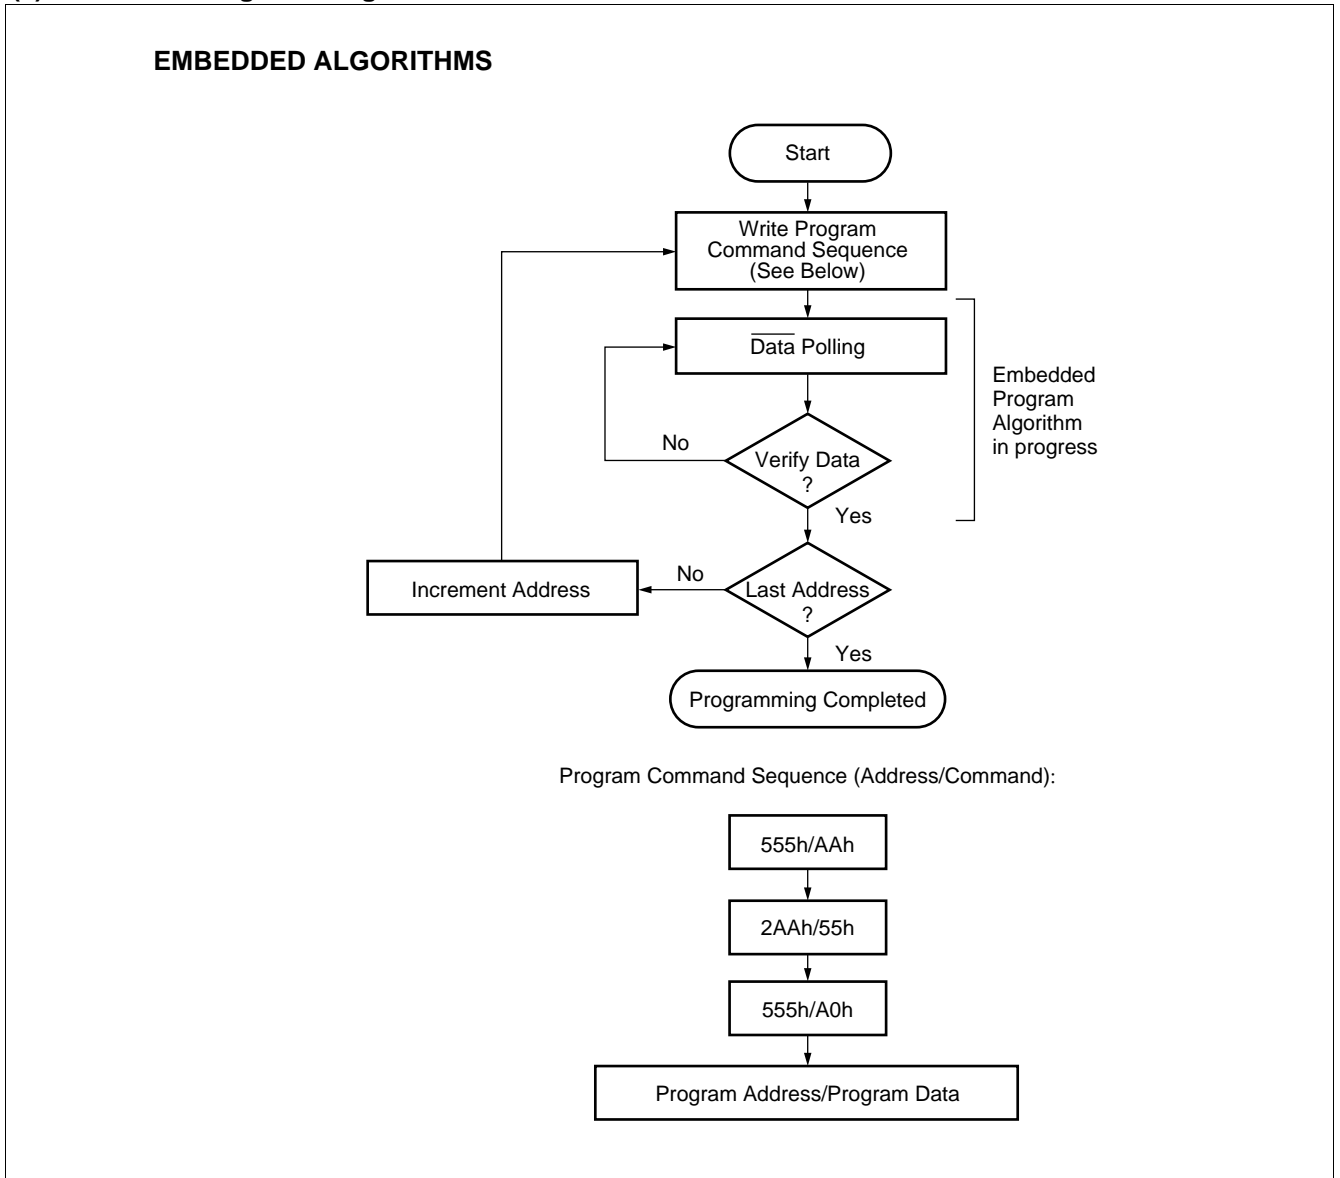 EMBEDDED ALGORITHMS
Start
Write Program
Command Sequence
(See Below)
Data Polling
Embedded
Program
Algorithm
in progress
No
Verify Data
?
Yes
Increment Address
No
Last Address
?
Yes
Programming Completed
Program Command Sequence (Address/Command):
555h/AAh
2AAh/55h
555h/A0h
Program Address/Program Data